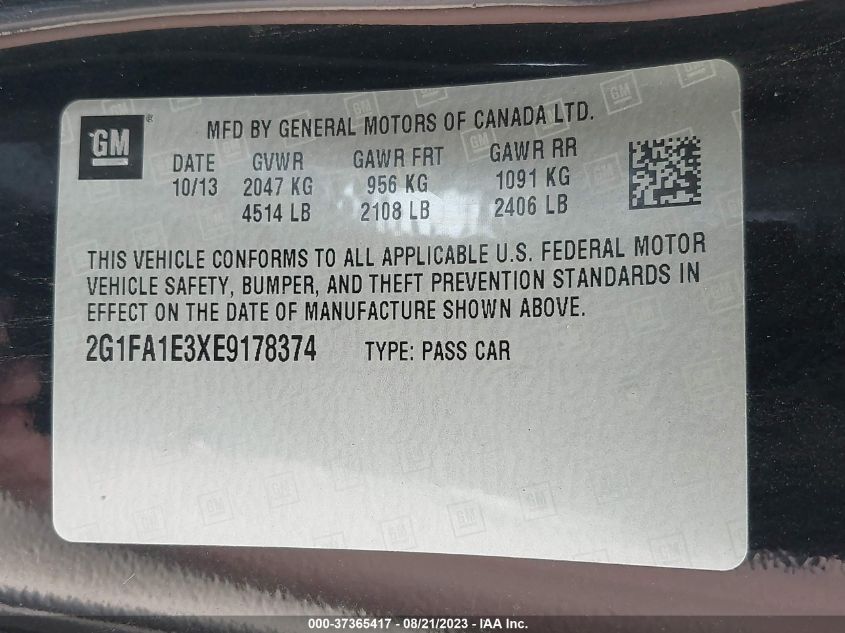 GM
MFD BY GENERAL MOTORS OF CANADA LTD.
DATE GVWR GAWR FRT GAWR RR
10/13 2047 KG 956 KG 1091 KG
4514 LB 2108 LB 2406 LB
THIS VEHICLE CONFORMS TO ALL APPLICABLE U.S. FEDERAL MOTOR
VEHICLE SAFETY, BUMPER, AND THEFT PREVENTION STANDARDS IN
EFFECT ON THE DATE OF MANUFACTURE SHOWN ABOVE.
2G1FA1E3XE9178374 TYPE: PASS CAR
000-37365417 - 08/21/2023 - IAA Inc.